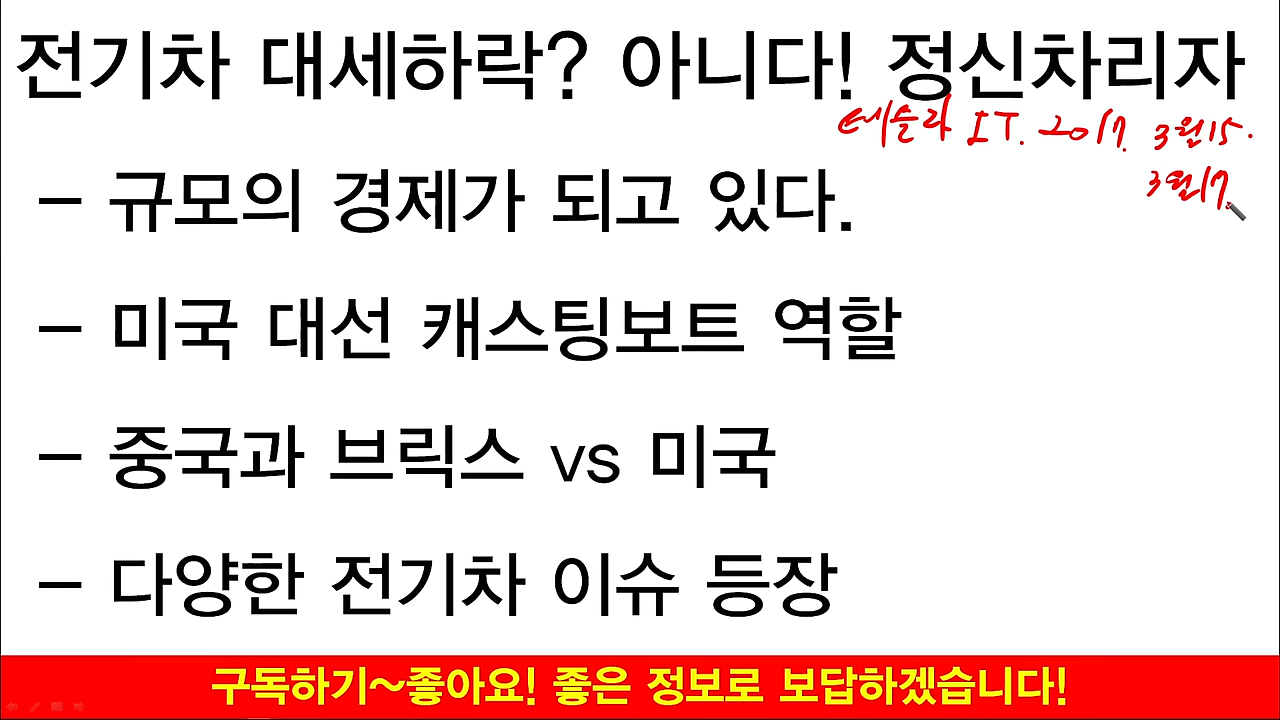 전기차 대세하락? 아니다! 정신차리자
테슬라 IT. 2017. 3월15.
3월17.
- 규모의 경제가 되고 있다.
- 미국 대선 캐스팅보트 역할
- 중국과 브릭스 vs 미국
- 다양한 전기차 이슈 등장
구독하기~좋아요! 좋은 정보로 보답하겠습니다!